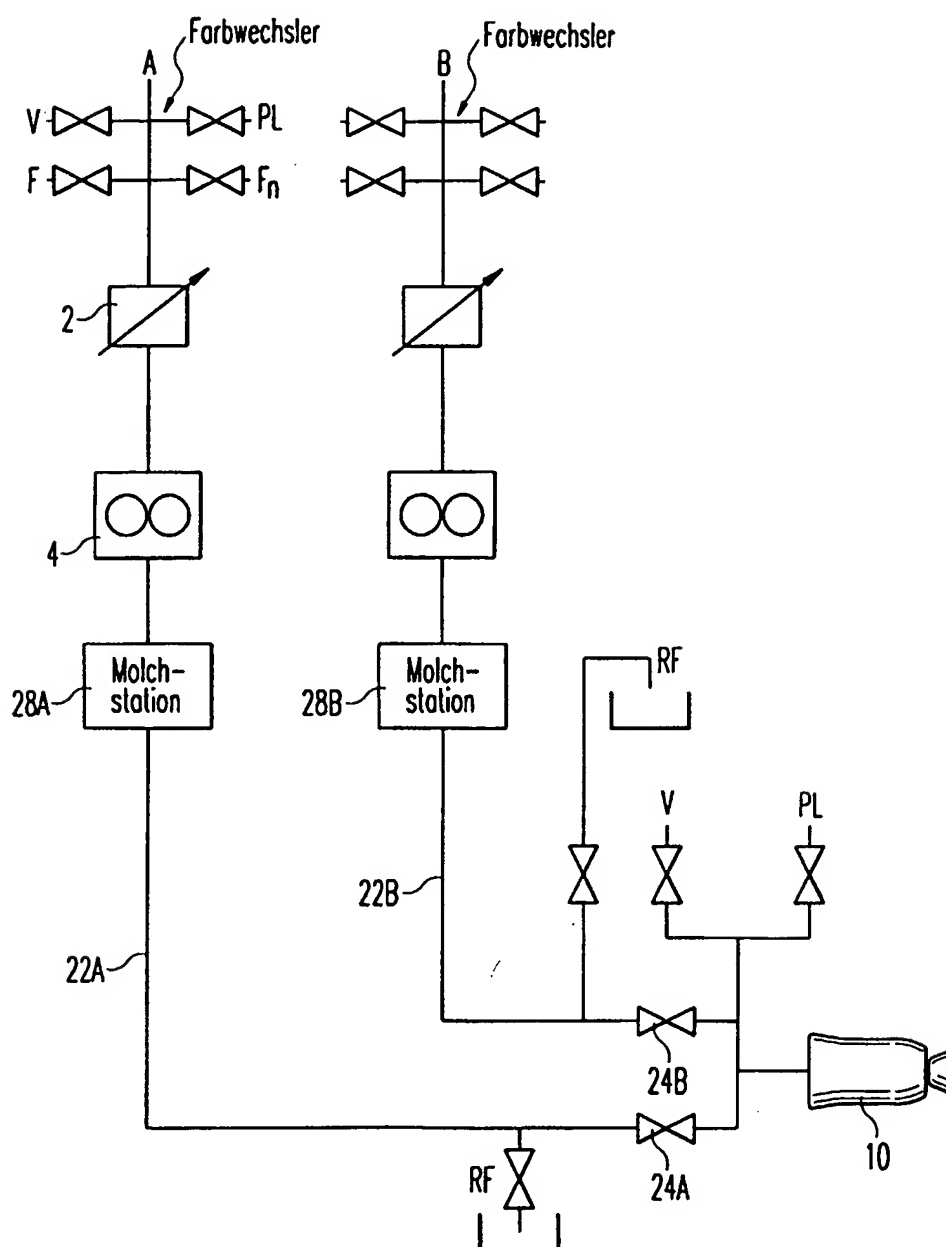 Farbwechsler
Farbwechsler
A
B
V
PL
F
Fn
2
4
Molch-
station
28A
Molch-
station
28B
RF
V
PL
22B
22A
24B
10
24A
RF